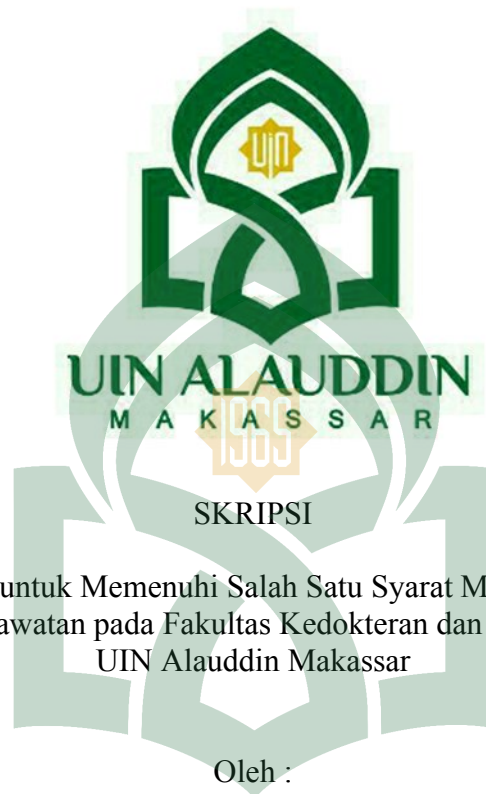 UIN
UIN ALAUDDIN
MAKASSAR
1965
SKRIPSI
untuk Memenuhi Salah Satu Syarat M
awatan pada Fakultas Kedokteran dan
UIN Alauddin Makassar
Oleh :